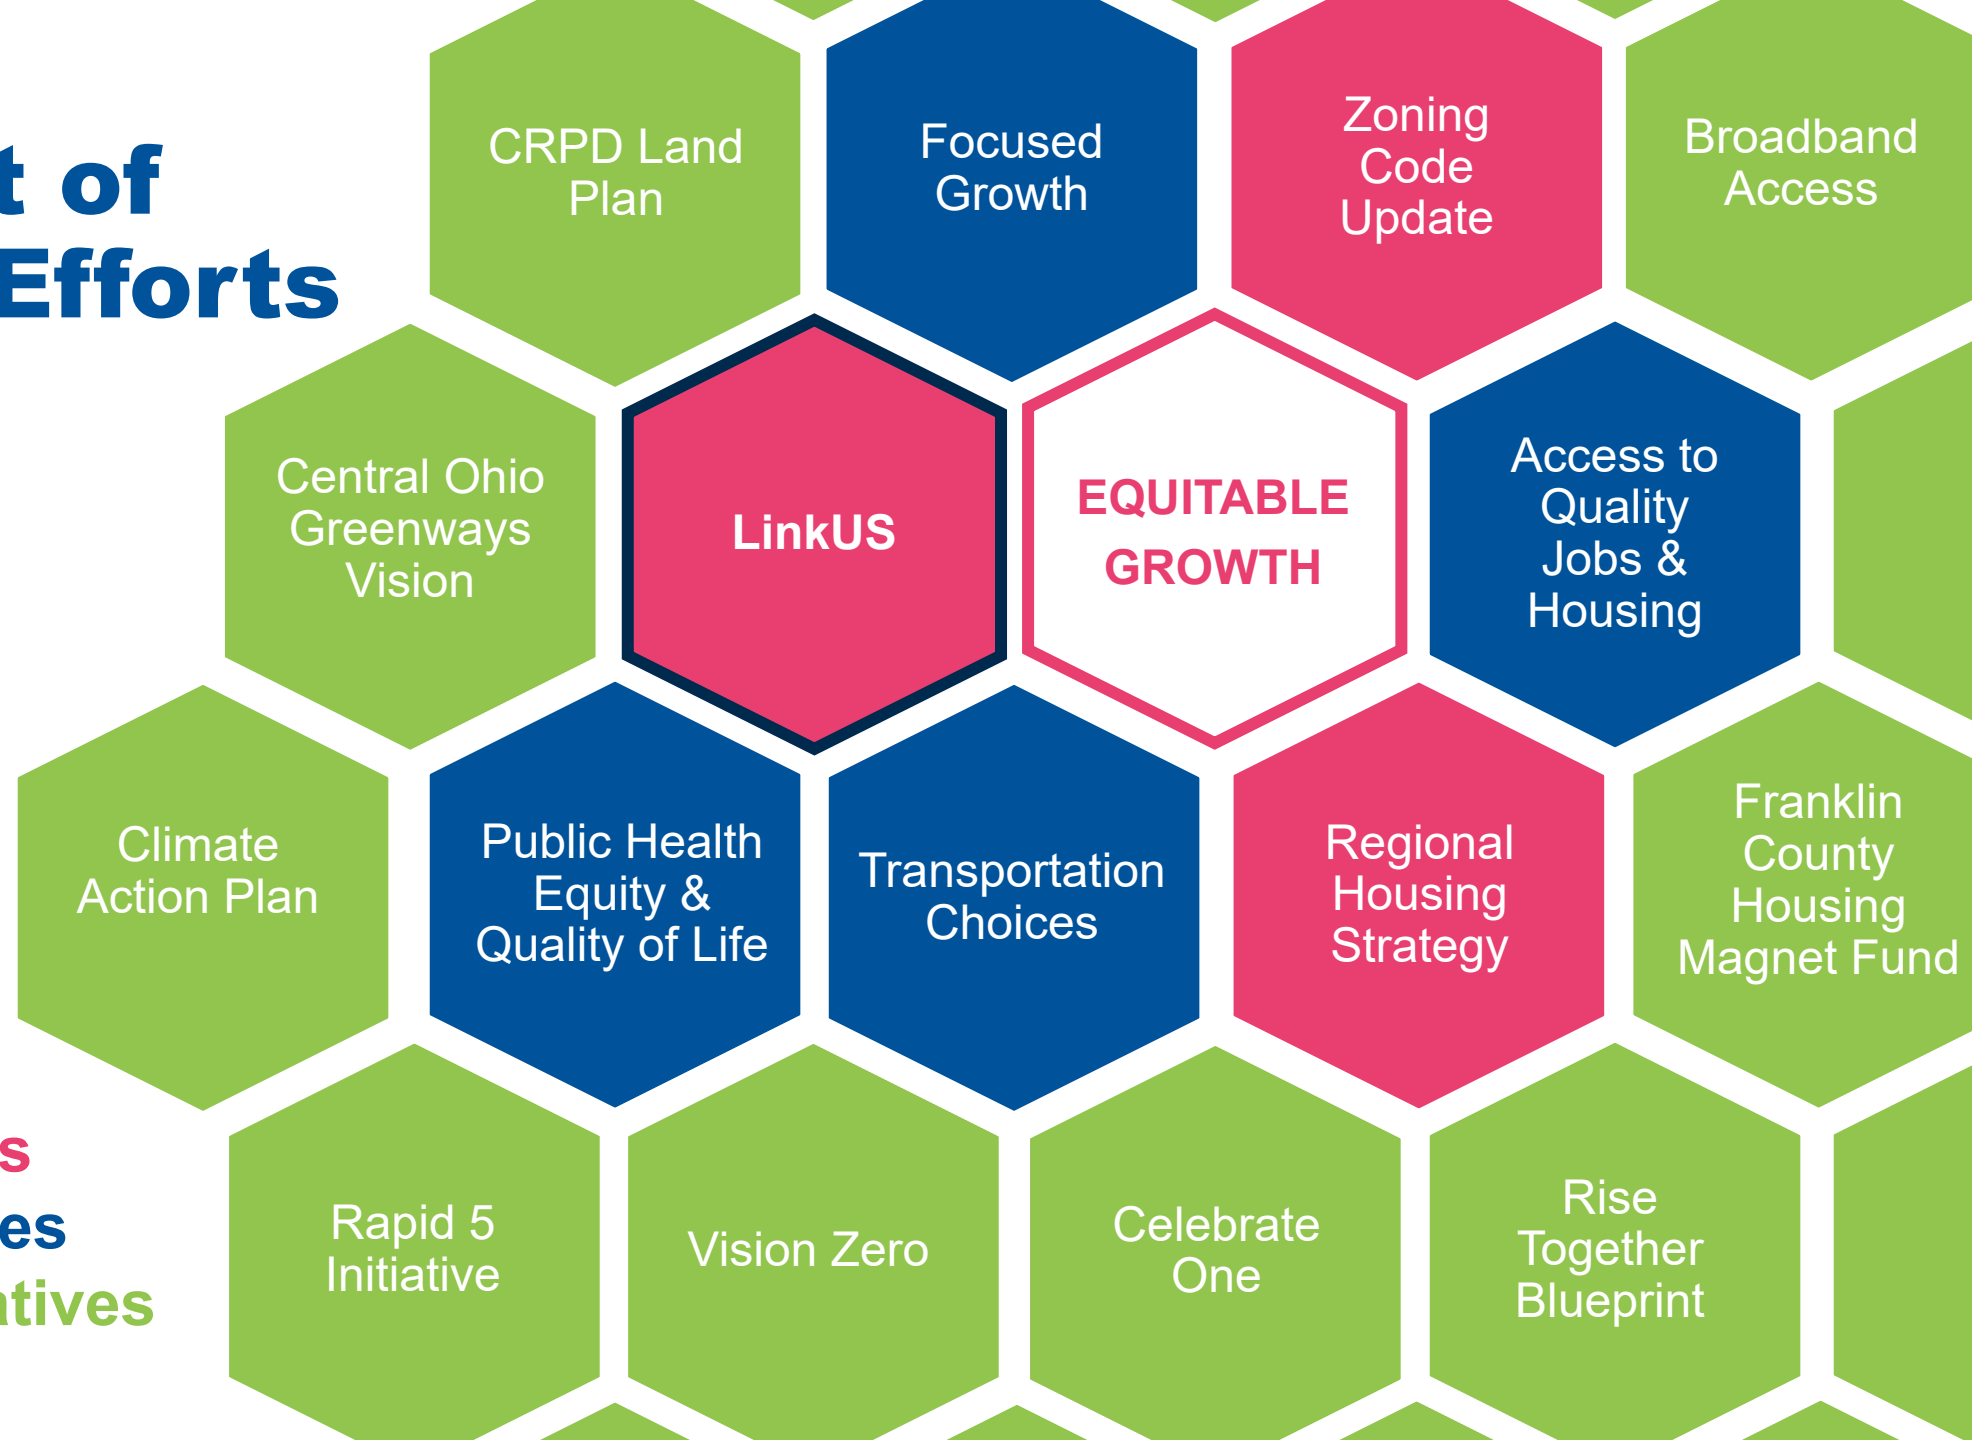 t of
Efforts
CRPD Land
Plan
Focused
Growth
Zoning
Code
Update
Broadband
Access
Central Ohio
Greenways
Vision
LinkUS
EQUITABLE
GROWTH
Access to
Quality
Jobs &
Housing
Climate
Action Plan
Public Health
Equity &
Quality of Life
Transportation
Choices
Regional
Housing
Strategy
Franklin
County
Housing
Magnet Fund
s
es
atives
Rapid 5
Initiative
Vision Zero
Celebrate
One
Rise
Together
Blueprint